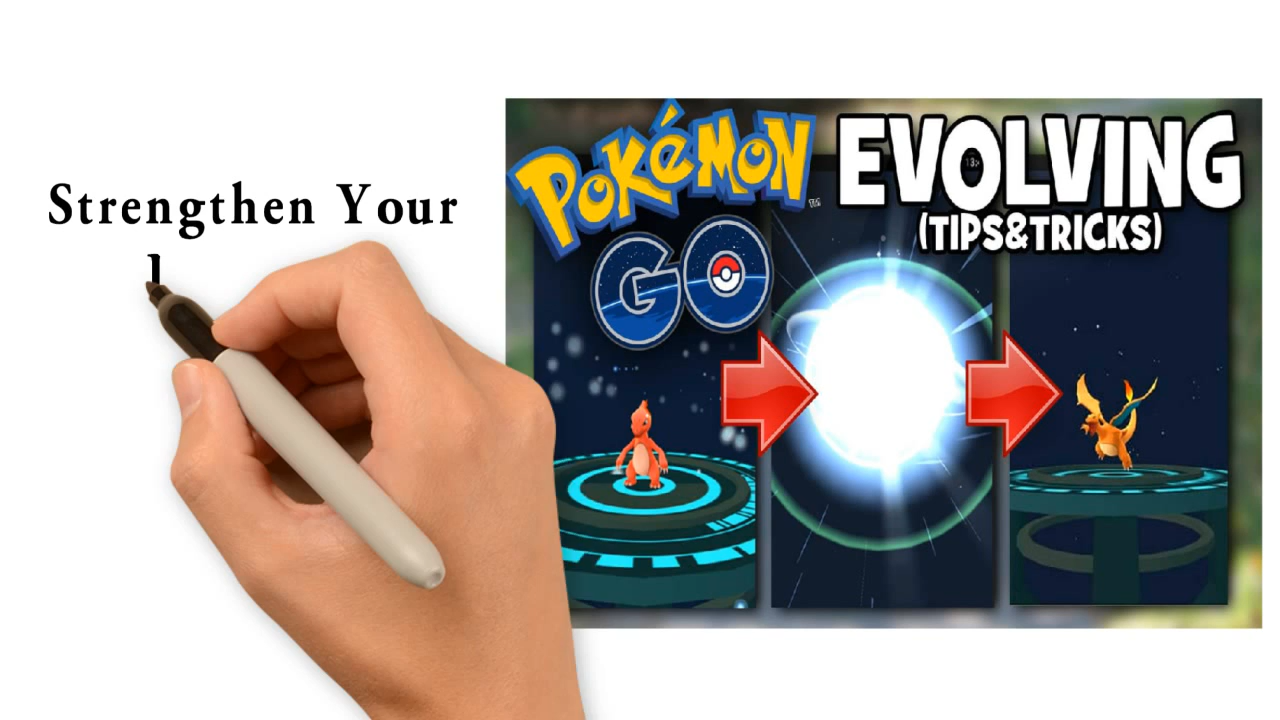 Strengthen Your
POKéMON
GO
EVOLVING
(TIPS&TRICKS)